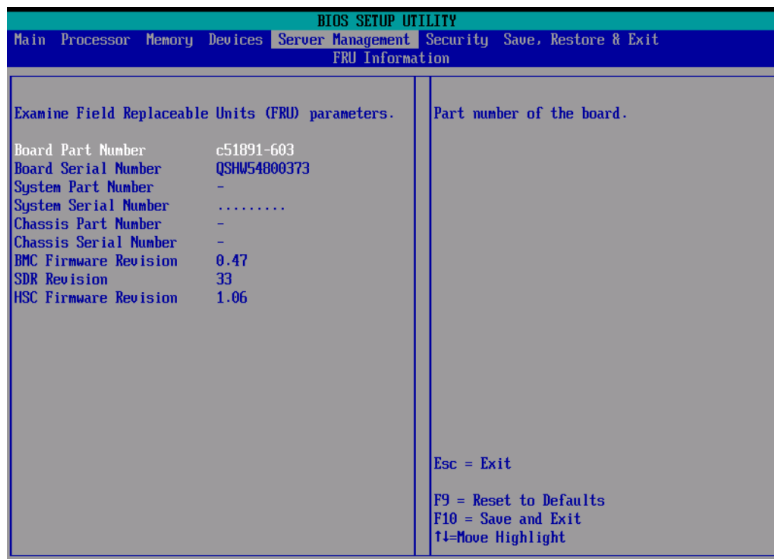 BIOS SETUP UTILITY
Main Processor Memory Devices Server Management Security Save, Restore & Exit
FRU Information
Examine Field Replaceable Units (FRU) parameters.
Board Part Number c51891-603
Board Serial Number QSHW54800373
System Part Number -
System Serial Number .........
Chassis Part Number -
Chassis Serial Number -
BMC Firmware Revision 0.47
SDR Revision 33
HSC Firmware Revision 1.06
Part number of the board.
Esc = Exit
F9 = Reset to Defaults
F10 = Save and Exit
↑↓=Move Highlight